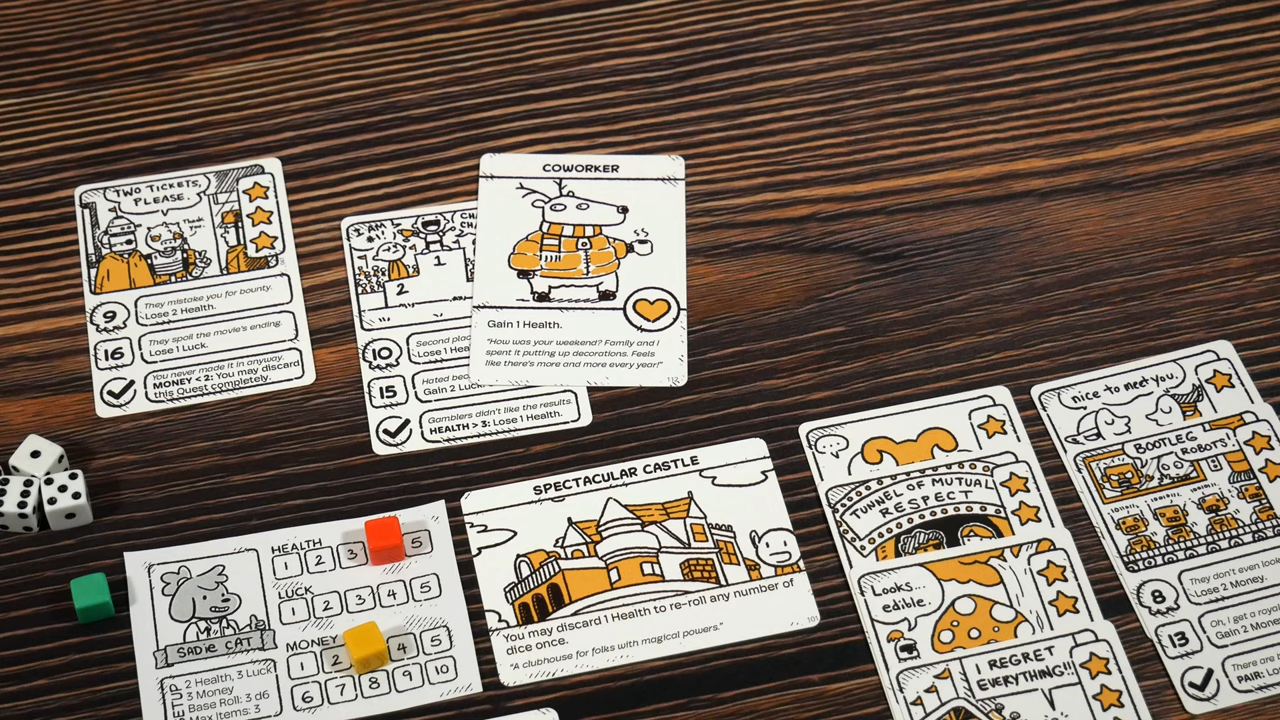 TWO TICKETS,
PLEASE.
Thank
you.
9
They mistake you for bounty.
Lose 2 Health.
16
They spoil the movie's ending.
Lose 1 Luck.
You never made it in anyway.
MONEY < 2: You may discard
this Quest completely.
I AM
2
1
10
Second
Lose 1
15
Hated
Gain 2
Gamblers didn't like the results.
HEALTH > 3: Lose 1 Health.
COWORKER
Gain 1 Health.
"How was your weekend? Family and I
spent it putting up decorations. Feels
like there's more and more every year!"
SADIE CAT
2 Health, 3 Luck
3 Money
Base Roll: 3 d6
Max Items: 3
HEALTH
1 2 3 5
LUCK
1 2 3 4 5
MONEY
1 2 4 5
6 7 8 9 10
SPECTACULAR CASTLE
You may discard 1 Health to re-roll any number of
dice once.
"A clubhouse for folks with magical powers."
101
TUNNEL OF MUTUAL
RESPECT
Looks...
edible.
I REGRET
EVERYTHING!!
nice to meet you.
BOOTLEG
ROBOTS!
8
They don't even look
Lose 2 Money.
13
Oh, I get a royal
Gain 2 Money
There are
PAIR: